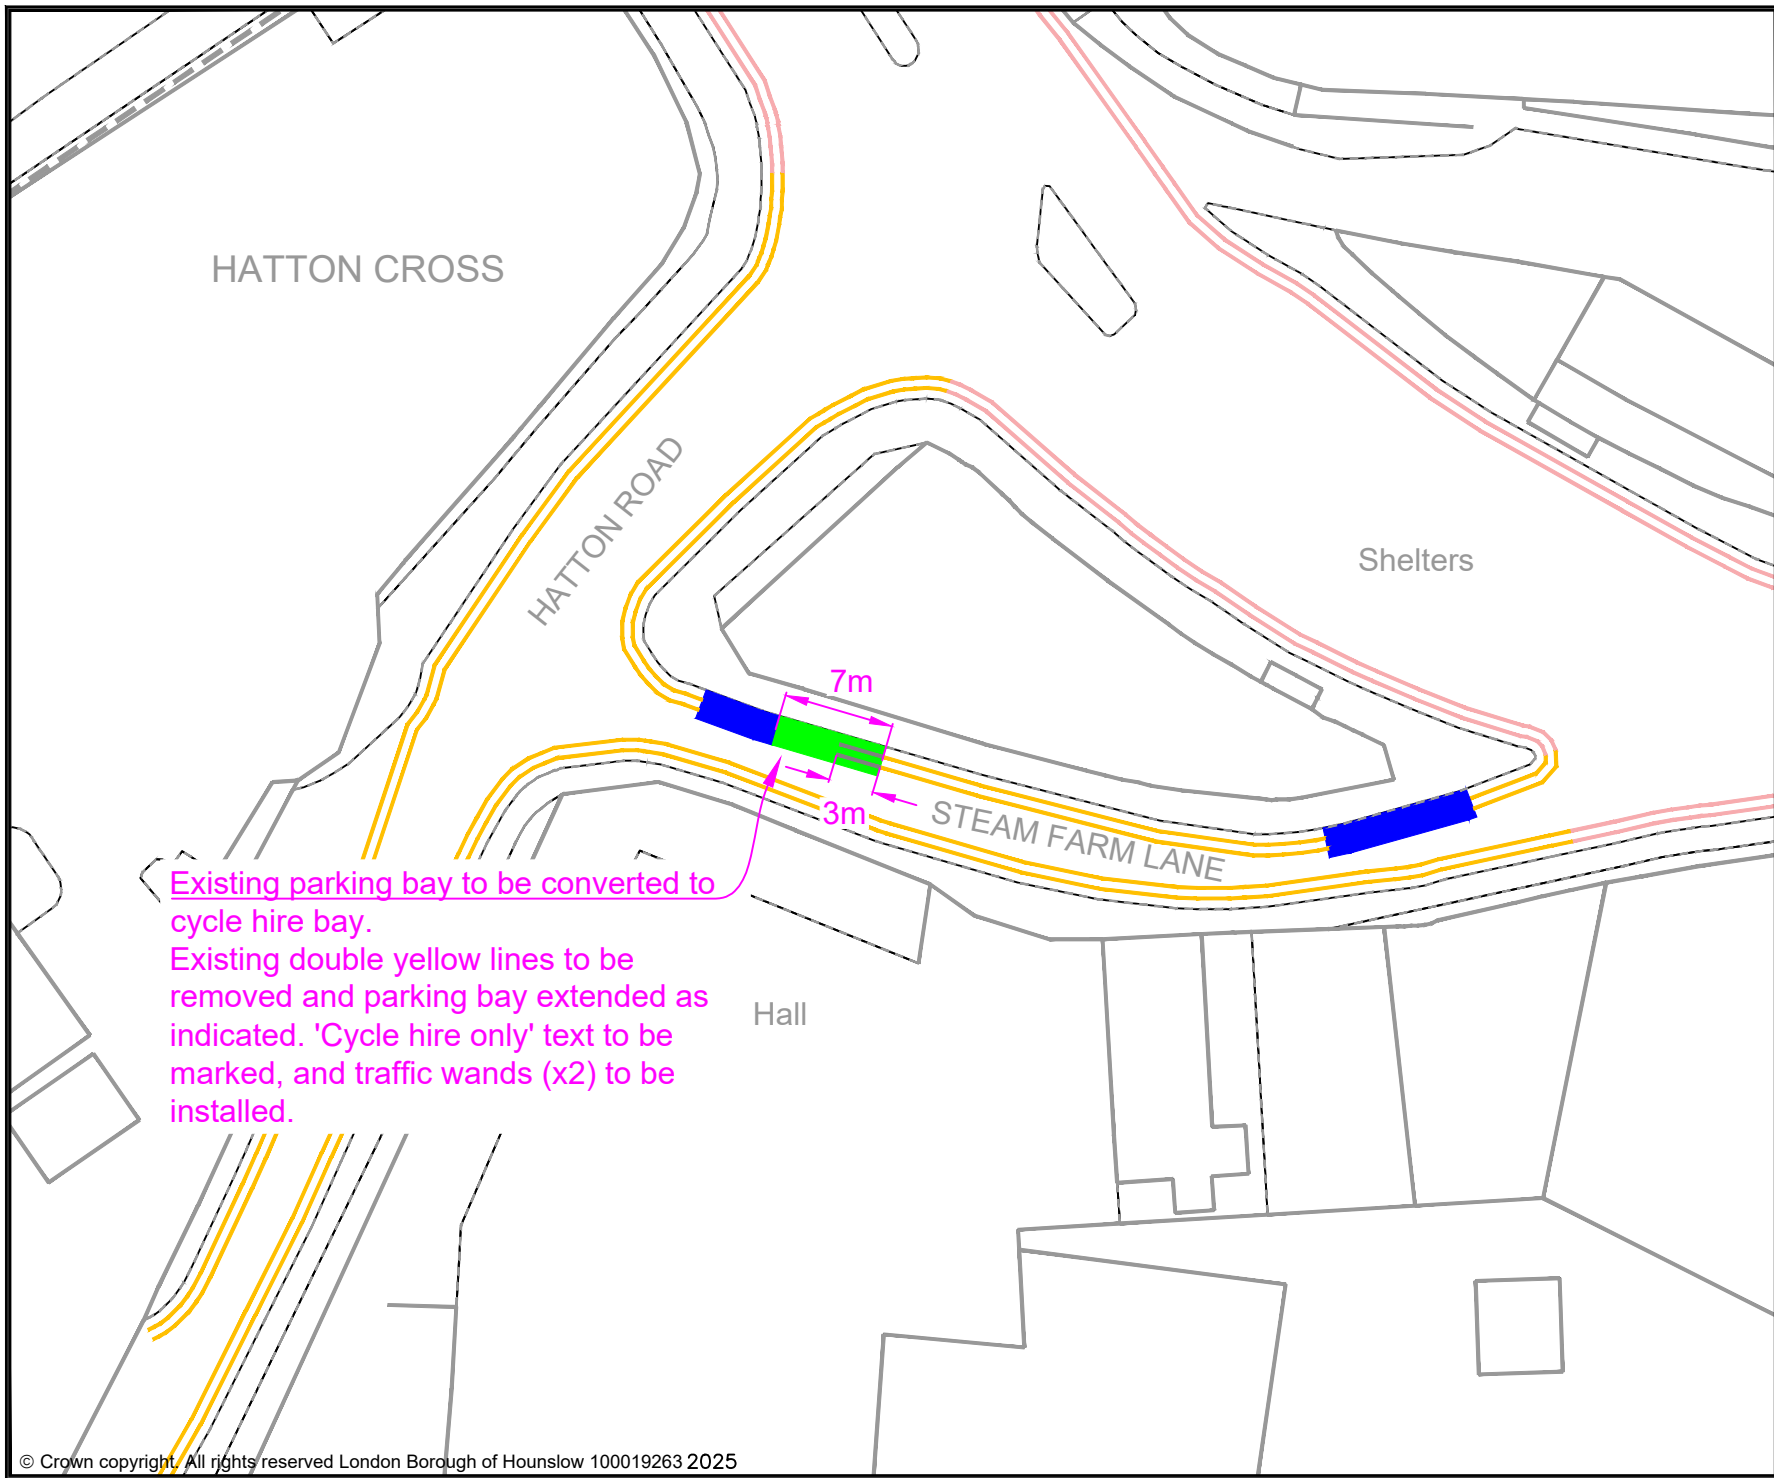 HATTON CROSS
HATTON ROAD
Shelters
7m
3m
STEAM FARM LANE
Existing parking bay to be converted to
cycle hire bay.
Existing double yellow lines to be
removed and parking bay extended as
indicated. 'Cycle hire only' text to be
marked, and traffic wands (x2) to be
installed.
Hall
© Crown copyright. All rights reserved London Borough of Hounslow 100019263 2025